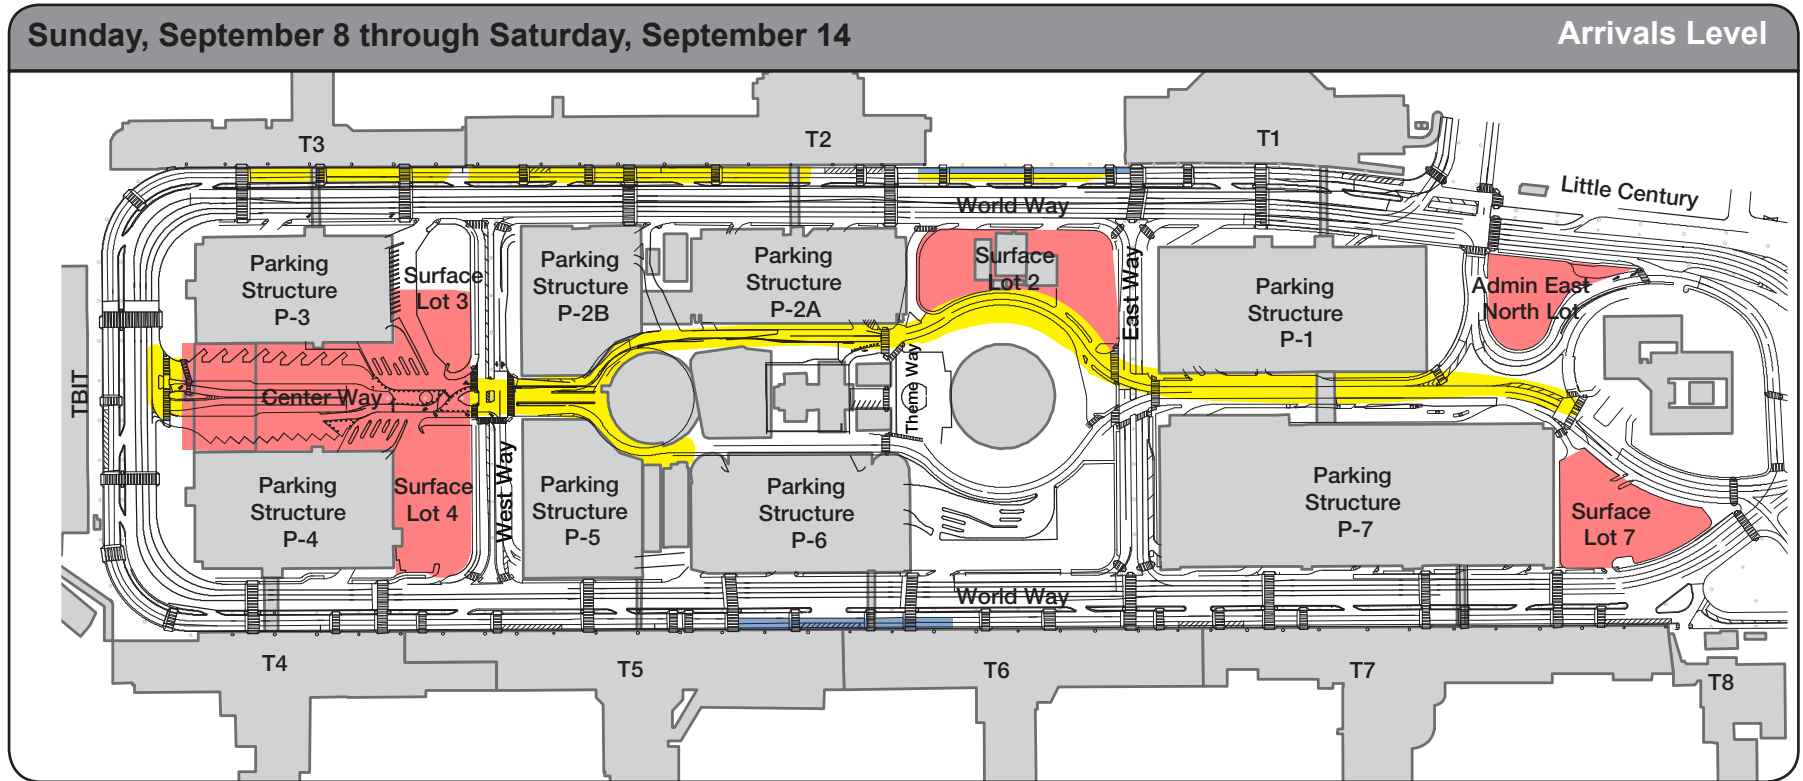 Sunday, September 8 through Saturday, September 14
Arrivals Level
T3
T2
T1
Little Century
World Way
Parking
Structure
P-3
Surface
Lot 3
Parking
Structure
P-2B
Parking
Structure
P-2A
Surface
Lot 2
East Way
Parking
Structure
P-1
Admin East
North Lot
TBIT
Center Way
Theme Way
Parking
Structure
P-4
Surface
Lot 4
West Way
Parking
Structure
P-5
Parking
Structure
P-6
Parking
Structure
P-7
Surface
Lot 7
World Way
T4
T5
T6
T7
T8